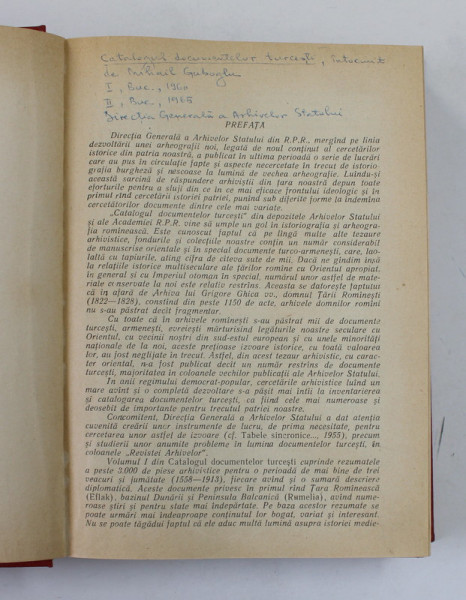 Catalogul documentelor turcești, întocmit
de Mihail Guboglu
I, Buc., 1960
II, Buc., 1965
Direcția Generală a Arhivelor Statului
PREFAȚA
Direcția Generală a Arhivelor Statului din R.P.R., mergînd pe linia
dezvoltării unei arheografii noi, legată de noul conținut al cercetărilor
istorice din patria noastră, a publicat în ultima perioadă o serie de lucrări
care au pus în circulație fapte și aspecte necercetate în trecut de istorio-
grafia burgheză și nescoase la lumină de vechea arheografie. Luîndu-și
această sarcină de răspundere arhiviștii din țara noastră depun toate
eforturile pentru a sluji din ce în ce mai eficace frontului ideologic și în
primul rînd cercetării istoriei patriei, punînd sub diferite forme la îndemîna
cercetătorilor documente dintre cele mai variate.
„Catalogul documentelor turcești" din depozitele Arhivelor Statului
și ale Academiei R.P.R. vine să umple un gol în istoriografia și arheogra-
fia romînească. Este cunoscut faptul că pe lîngă multe alte tezaure
arhivistice, fondurile și colecțiile noastre conțin un număr considerabil
de manuscrise orientale și în special documente turco-armenești, care, lao-
laltă cu tapiurile, ating cifra de cîteva sute de mii. Dacă ne gîndim însă
la relațiile istorice multiseculare ale țărilor romîne cu Orientul apropiat,
în general și cu Imperiul otoman în special, numărul unor astfel de mate-
riale conservate la noi este relativ restrîns. Aceasta se datorește faptului
că în afară de Arhiva lui Grigore Ghica vv., domnul Țării Romînești
(1822—1828), constînd din peste 1150 de acte, arhivele domnilor romîni
nu s-au păstrat decît fragmentar.
Cu toate că în arhivele romînești s-au păstrat mii de documente
turcești, armenești, evreiești mărturisind legăturile noastre seculare cu
Orientul, cu vecinii noștri din sud-estul european și cu unele minorități
naționale de la noi, aceste prețioase izvoare istorice, cu toată valoarea
lor, au fost neglijate în trecut. Astfel, din acest tezaur arhivistic, cu carac-
ter oriental, n-a fost publicat decît un număr restrîns de documente
turcești, majoritatea în coloanele vechii publicații ale Arhivelor Statului.
În anii regimului democrat-popular, cercetările arhivistice luînd un
mare avînt și o completă dezvoltare s-a pășit mai întîi la inventarierea
și catalogarea documentelor turcești, ca fiind cele mai numeroase și
deosebit de importante pentru trecutul patriei noastre.
Concomitent, Direcția Generală a Arhivelor Statului a dat atenția
cuvenită creării unor instrumente de lucru, de prima necesitate, pentru
cercetarea unor astfel de izvoare (cf. Tabele sincronice..., 1955), precum
și studierii unor anumite probleme în lumina documentelor turcești, în
coloanele „Revistei Arhivelor".
Volumul I din Catalogul documentelor turcești cuprinde rezumatele
a peste 3.000 de piese arhivistice pentru o perioadă de mai bine de trei
veacuri și jumătate (1558—1913), fiecare avînd și o sumară descriere
diplomatică. Aceste documente privesc în primul rînd Țara Romînească
(Eflak), bazinul Dunării și Peninsula Balcanică (Rumelia), avînd nume-
roase știri și pentru state mai îndepărtate. Pe baza acestor rezumate se
poate urmări mai îndeaproape conținutul lor bogat, variat și interesant.
Nu se poate tăgădui faptul că ele aduc multă lumină asupra istoriei medie-